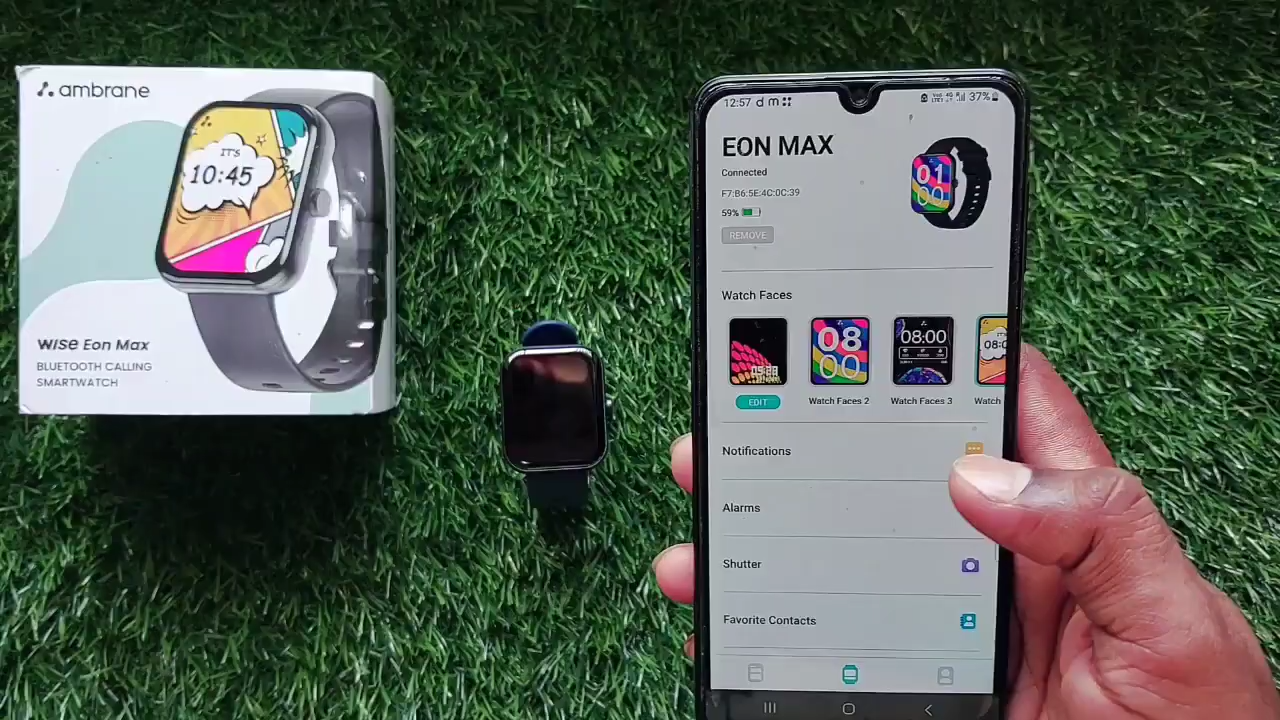 ambrane
IT'S
10:45
WISE Eon Max
BLUETOOTH CALLING
SMARTWATCH
12:57 d m
37%
EON MAX
Connected
F7:B6:5E:4C:0C:39
59%
REMOVE
01
00
Watch Faces
08
00
08:00
EDIT
Watch Faces 2
Watch Faces 3
Watch
Notifications
Alarms
Shutter
Favorite Contacts